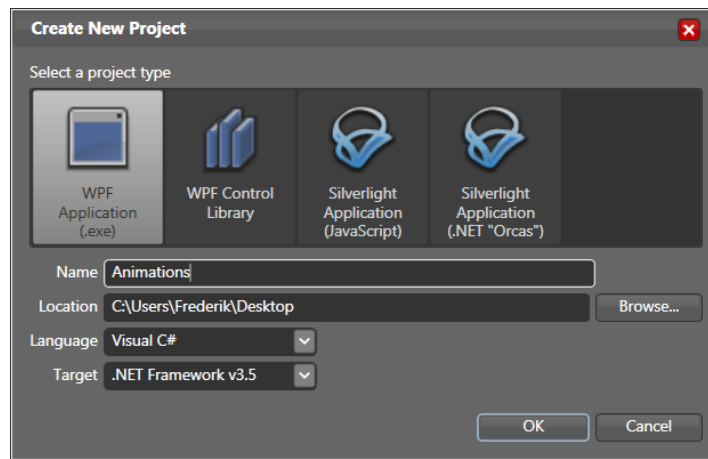 Create New Project
Select a project type
WPF
Application
(.exe)
WPF Control
Library
Silverlight
Application
(JavaScript)
Silverlight
Application
(.NET "Orcas")
Name Animations
Location C:\Users\Frederik\Desktop Browse...
Language Visual C#
Target .NET Framework v3.5
OK Cancel